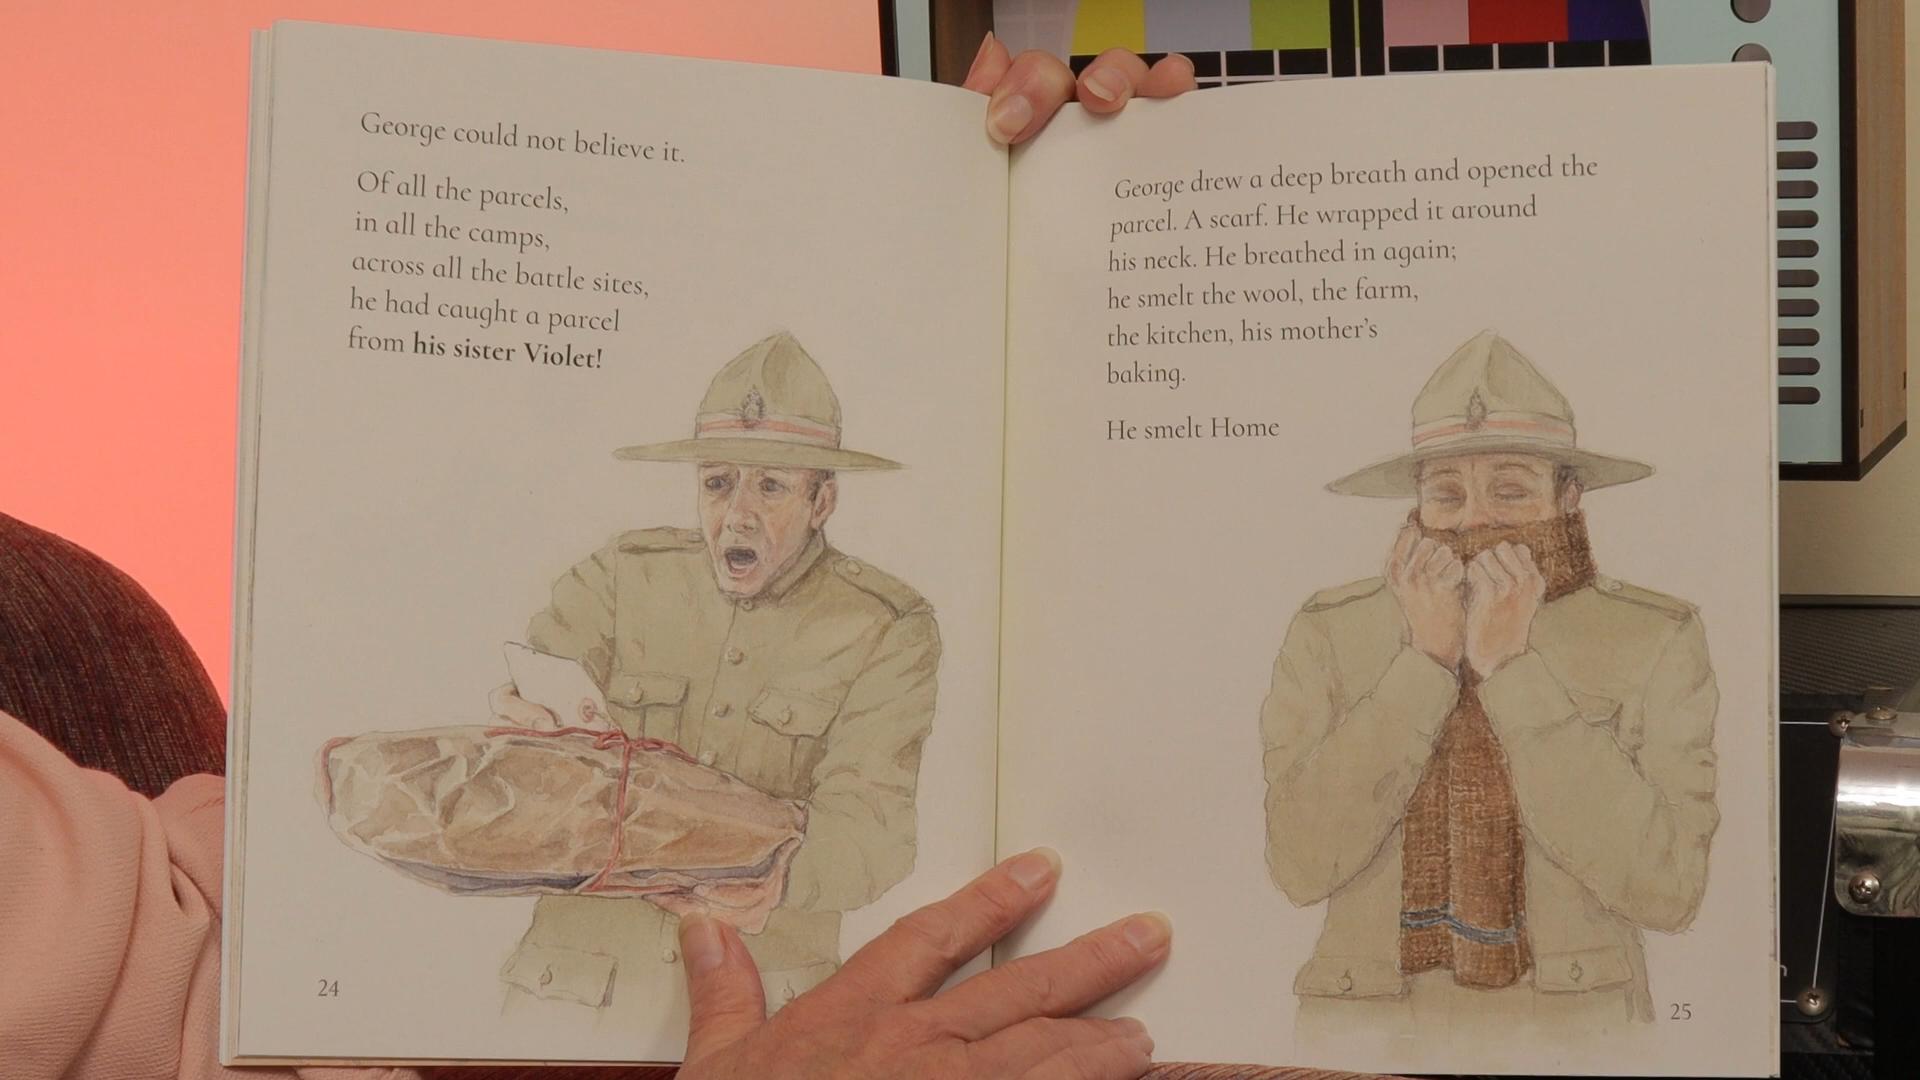 George could not believe it.
Of all the parcels,
in all the camps,
across all the battle sites,
he had caught a parcel
from his sister Violet!
24
George drew a deep breath and opened the
parcel. A scarf. He wrapped it around
his neck. He breathed in again;
he smelt the wool, the farm,
the kitchen, his mother's
baking.
He smelt Home
25